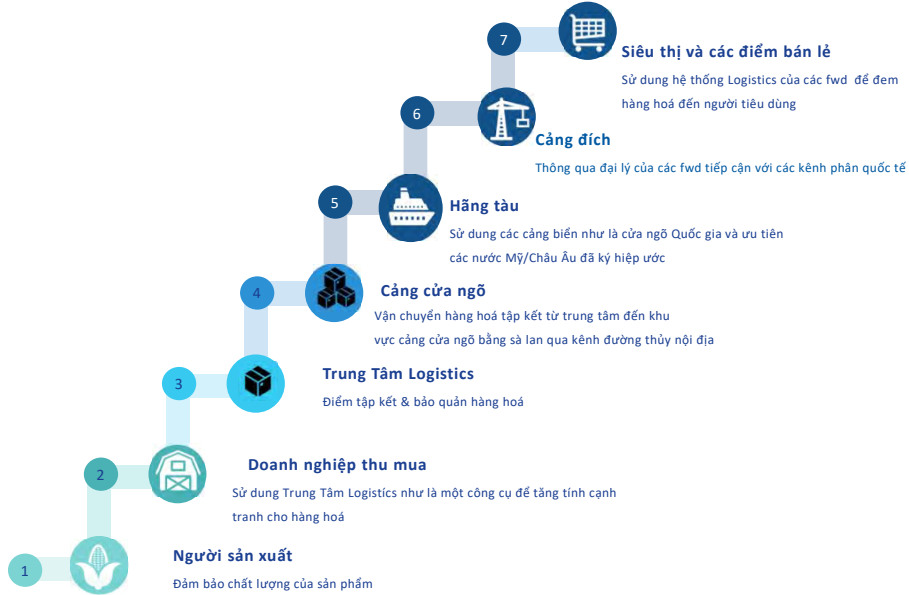 7
Siêu thị và các điểm bán lẻ
Sử dung hệ thống Logistics của các fwd để đem
hàng hoá đến người tiêu dùng
6
Cảng đích
Thông qua đại lý của các fwd tiếp cận với các kênh phân quốc tế
5
Hãng tàu
Sử dung các cảng biển như là cửa ngõ Quốc gia và ưu tiên
các nước Mỹ/Châu Âu đã ký hiệp ước
4
Cảng cửa ngõ
Vận chuyển hàng hoá tập kết từ trung tâm đến khu
vực cảng cửa ngõ bằng sà lan qua kênh đường thủy nội địa
3
Trung Tâm Logistics
Điểm tập kết & bảo quản hàng hoá
2
Doanh nghiệp thu mua
Sử dung Trung Tâm Logistics như là một công cụ để tăng tính cạnh
tranh cho hàng hoá
1
Người sản xuất
Đảm bảo chất lượng của sản phẩm